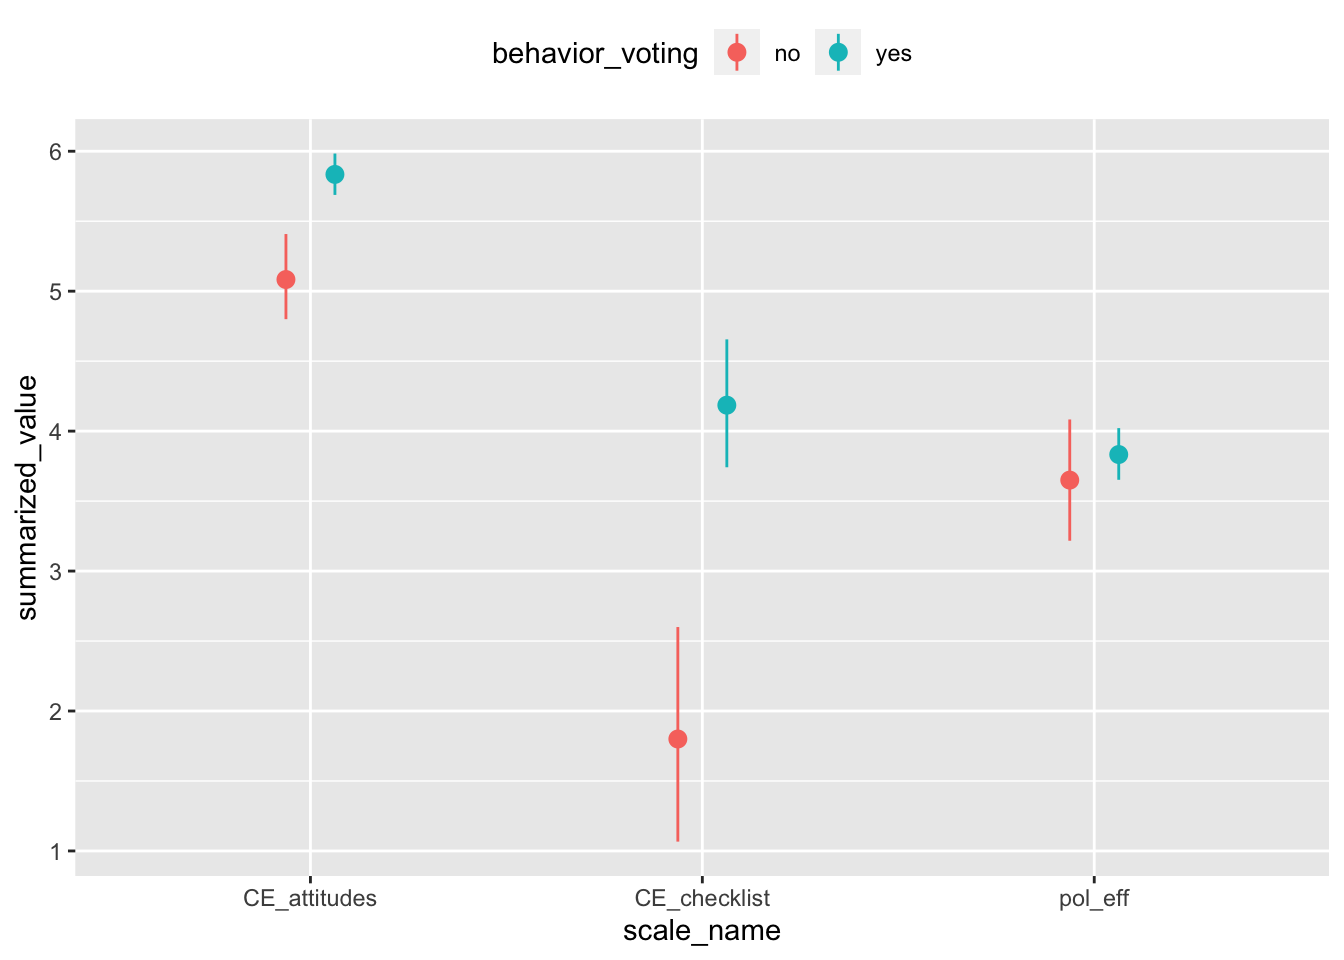 behavior_voting no yes
6
5
4
3
2
1
summarized_value
CE_attitudes CE_checklist pol_eff
scale_name